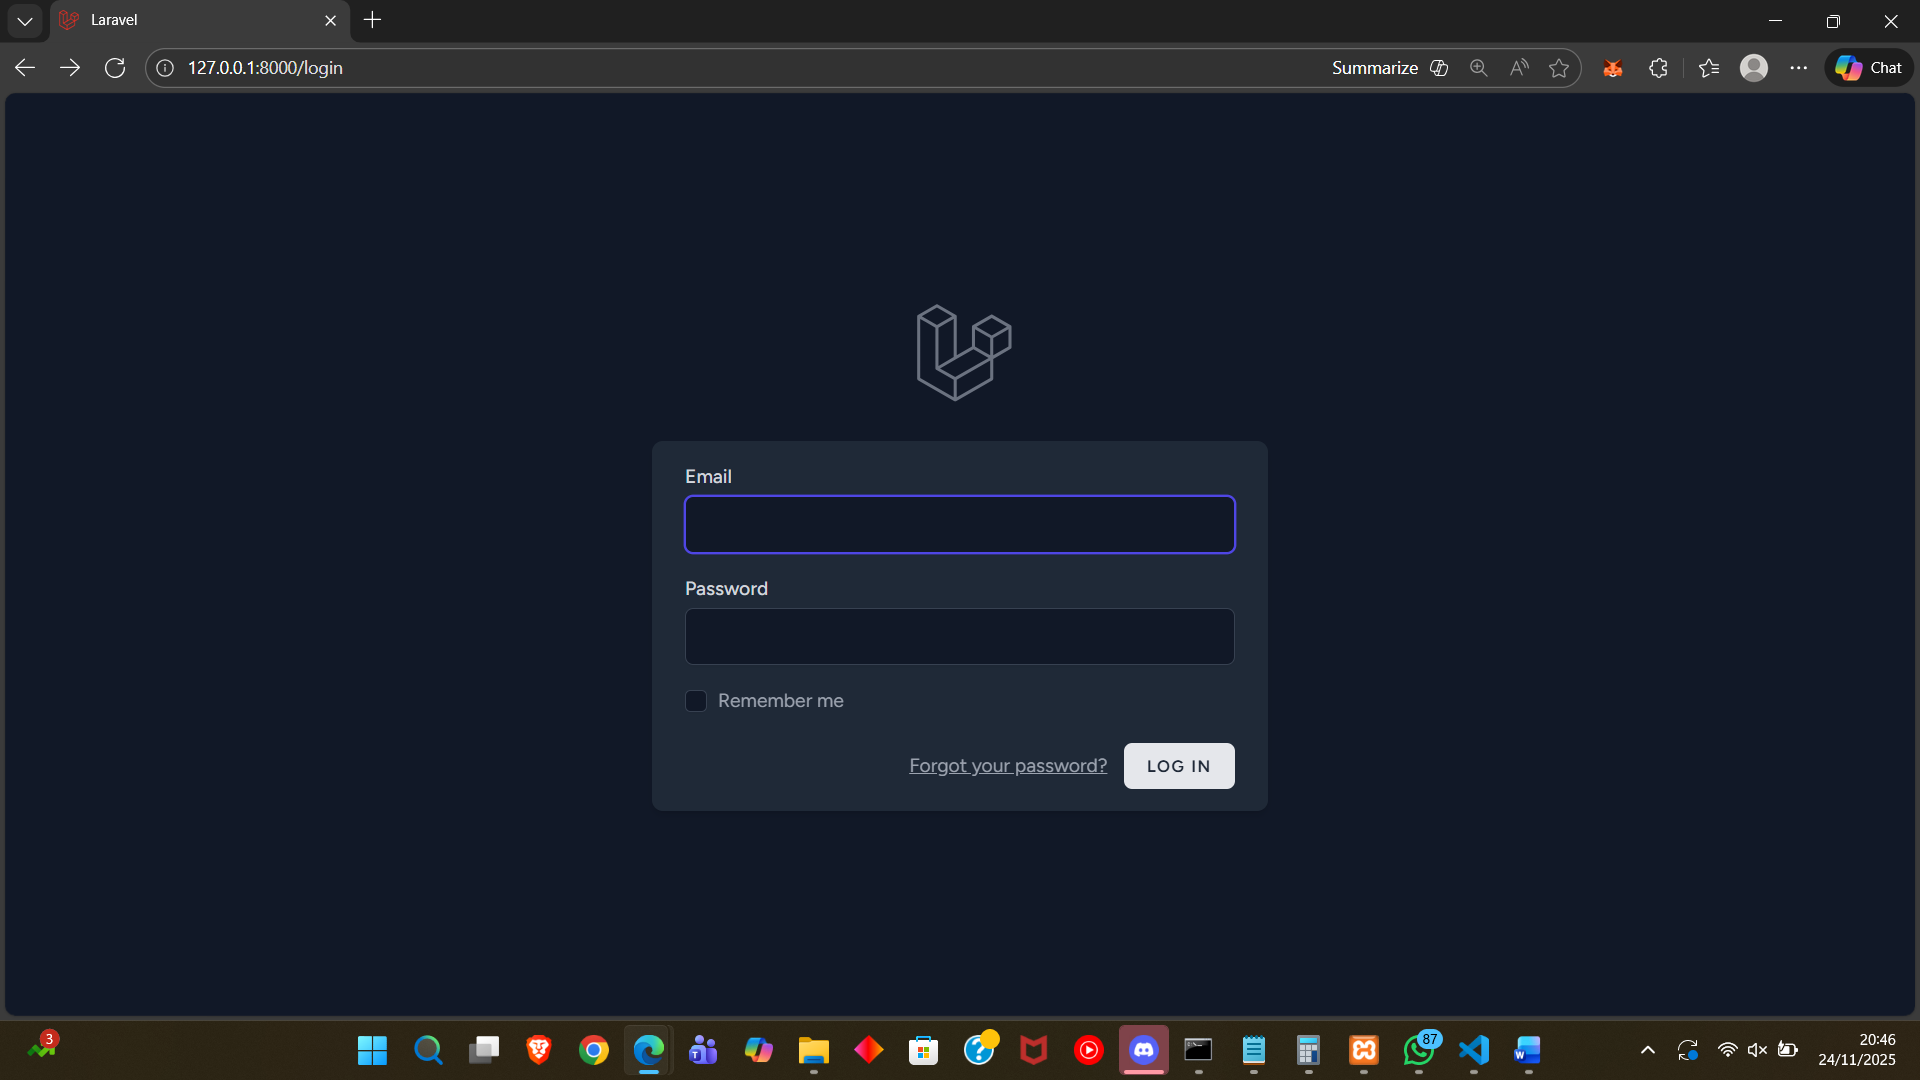 Laravel
127.0.0.1:8000/login
Summarize
Chat
Email
Password
Remember me
Forgot your password?
LOG IN
3
87
20:46
24/11/2025